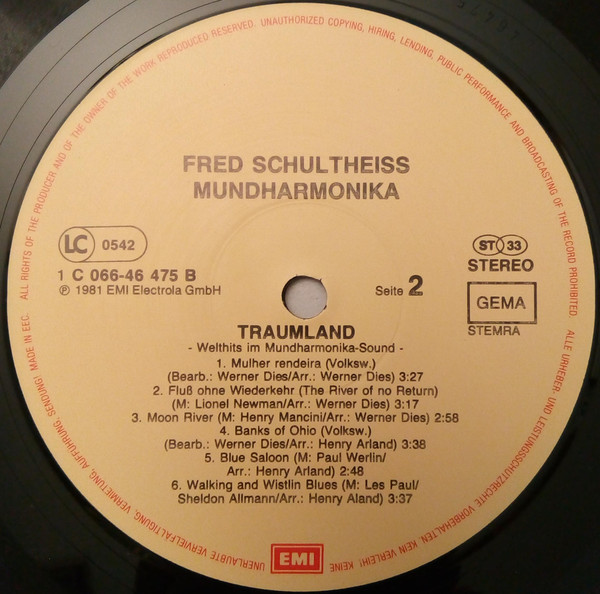 ALL RIGHTS OF THE PRODUCER AND OF THE OWNER OF THE WORK REPRODUCED RESERVED. UNAUTHORIZED COPYING, HIRING, LENDING, PUBLIC PERFORMANCE AND BROADCASTING OF THE RECORD PROHIBITED.
ALLE URHEBER- UND LEISTUNGSSCHUTZRECHTE VORBEHALTEN. KEIN VERLEIH! KEINE UNERLAUBTE VERVIELFÄLTIGUNG, VERMIETUNG, AUFFÜHRUNG, SENDUNG! MADE IN EEC.
FRED SCHULTHEISS
MUNDHARMONIKA
LC 0542
1 C 066-46 475 B
℗ 1981 EMI Electrola GmbH
Seite 2
ST 33
STEREO
GEMA
STEMRA
TRAUMLAND
- Welthits im Mundharmonika-Sound -
1. Mulher rendeira (Volksw.)
(Bearb.: Werner Dies/Arr.: Werner Dies) 3:27
2. Fluß ohne Wiederkehr (The River of no Return)
(M: Lionel Newman/Arr.: Werner Dies) 3:17
3. Moon River (M: Henry Mancini/Arr.: Werner Dies) 2:58
4. Banks of Ohio (Volksw.)
(Bearb.: Werner Dies/Arr.: Henry Arland) 3:38
5. Blue Saloon (M: Paul Werlin/
Arr.: Henry Arland) 2:48
6. Walking and Wistlin Blues (M: Les Paul/
Sheldon Allmann/Arr.: Henry Aland) 3:37
EMI